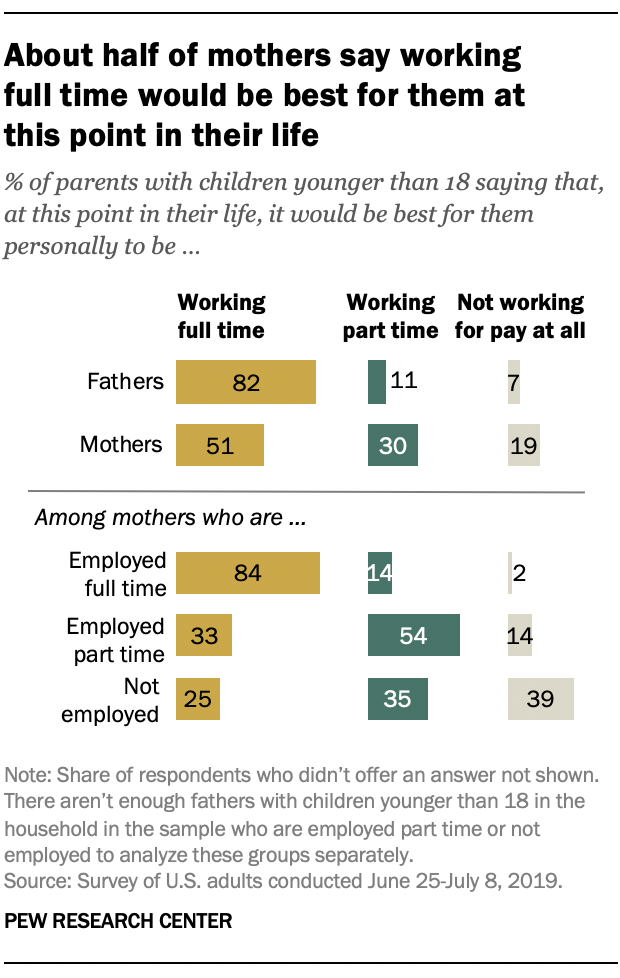 About half of mothers say working
full time would be best for them at
this point in their life
% of parents with children younger than 18 saying that,
at this point in their life, it would be best for them
personally to be ...
Working Working Not working
full time part time for pay at all
Fathers 82 11 7
Mothers 51 30 19
Among mothers who are ...
Employed
full time 84 14 2
Employed
part time 33 54 14
Not
employed 25 35 39
Note: Share of respondents who didn’t offer an answer not shown.
There aren’t enough fathers with children younger than 18 in the
household in the sample who are employed part time or not
employed to analyze these groups separately.
Source: Survey of U.S. adults conducted June 25-July 8, 2019.
PEW RESEARCH CENTER